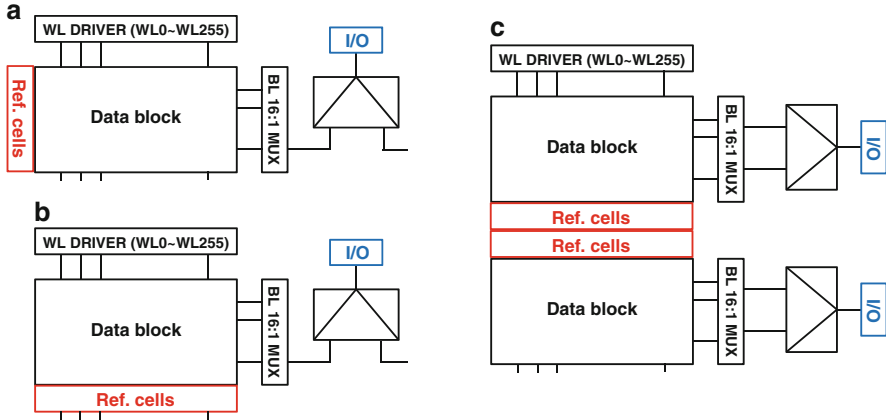 a
WL DRIVER (WL0~WL255)
Ref. cells
Data block
BL 16:1 MUX
I/O
b
WL DRIVER (WL0~WL255)
Data block
BL 16:1 MUX
I/O
Ref. cells
c
WL DRIVER (WL0~WL255)
Data block
BL 16:1 MUX
I/O
Ref. cells
Ref. cells
Data block
BL 16:1 MUX
I/O